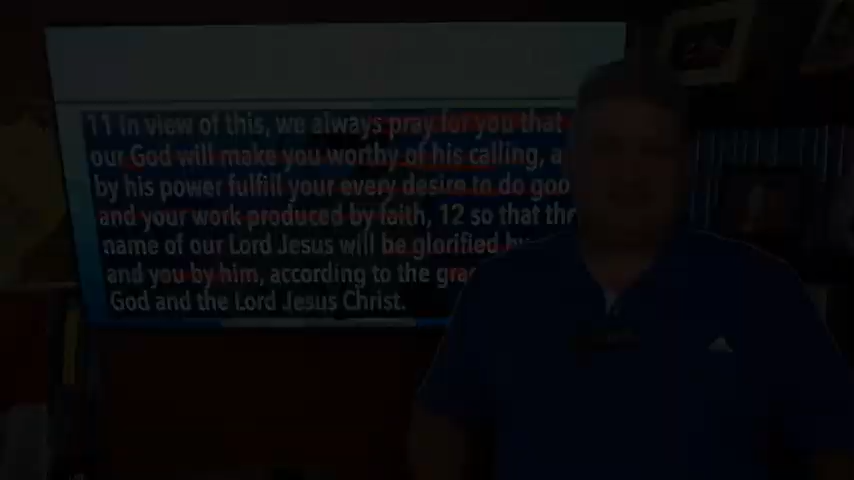 11 In view of this, we always pray for you that
our God will make you worthy of his calling, a
by his power fulfill your every desire to do goo
and your work produced by faith, 12 so that the
name of our Lord Jesus will be glorified by
and you by him, according to the grac
God and the Lord Jesus Christ.